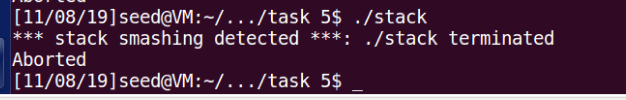 Aborted
[11/08/19]seed@VM:~/.../task 5$ ./stack
*** stack smashing detected ***: ./stack terminated
Aborted
[11/08/19]seed@VM:~/.../task 5$ _